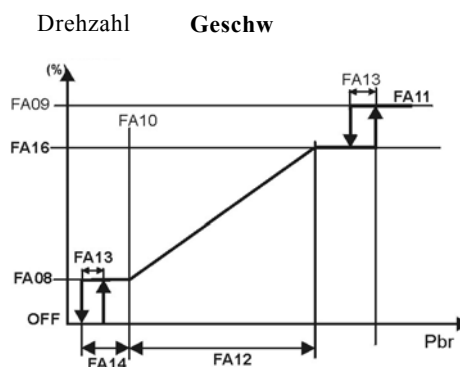 Drehzahl Geschw
(%)
FA13
FA09 FA11
FA10
FA16
FA13
FA08
OFF
Pbr
FA14 FA12